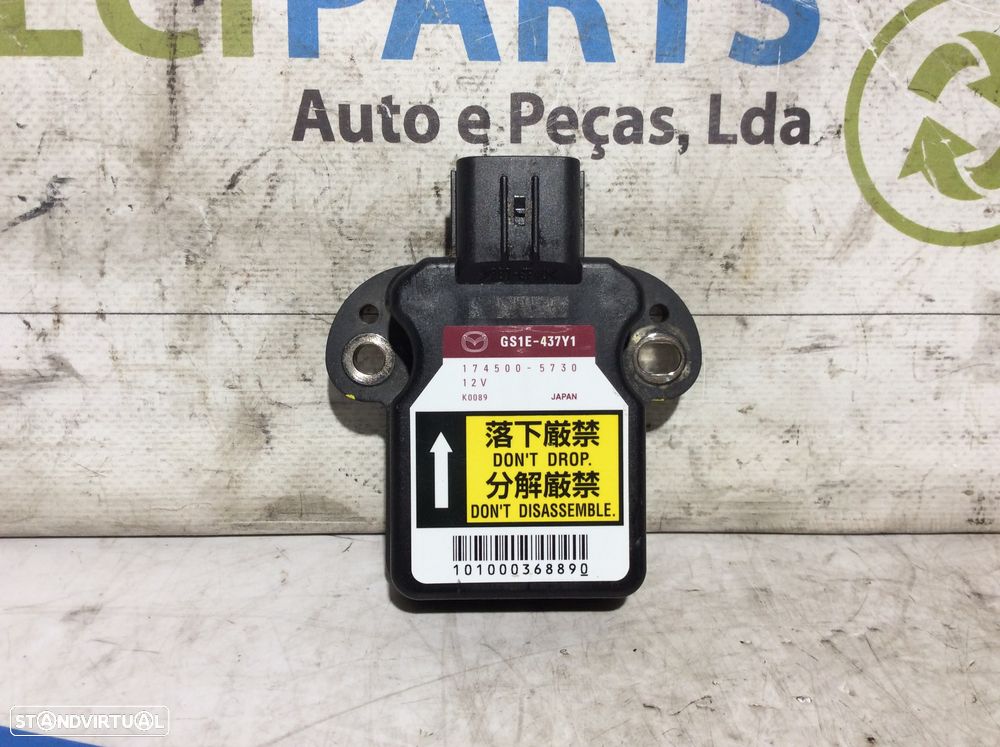 ECIPARTS
Auto e Peças, Lda
GS1E-437Y1
174500-5730
12V
K0089 JAPAN
落下厳禁
DON'T DROP.
分解厳禁
DON'T DISASSEMBLE.
101000368890
STANDVIRTUAL